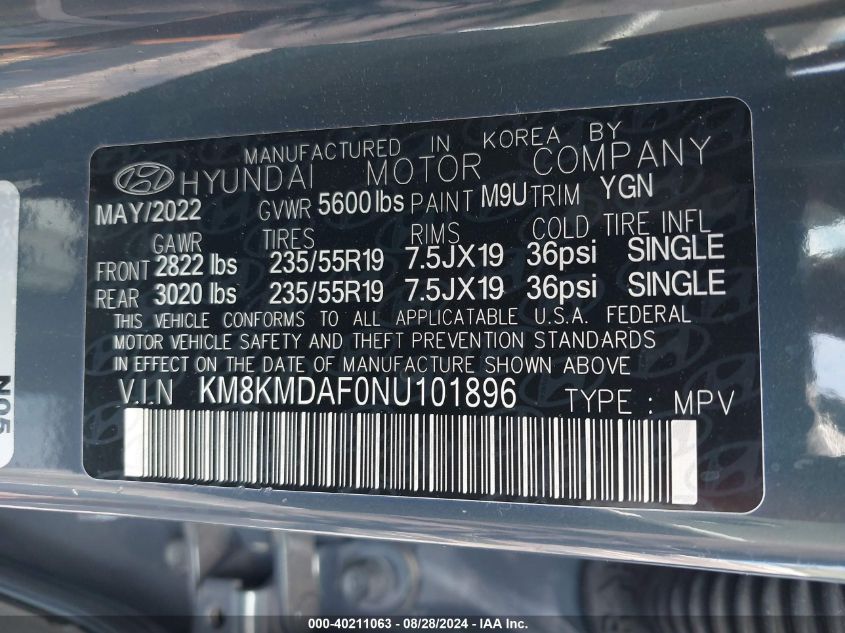 MANUFACTURED IN KOREA BY
HYUNDAI MOTOR COMPANY
MAY/2022 GVWR 5600lbs PAINT M9U TRIM YGN
GAWR TIRES RIMS COLD TIRE INFL
FRONT 2822 lbs 235/55R19 7.5JX19 36psi SINGLE
REAR 3020 lbs 235/55R19 7.5JX19 36psi SINGLE
THIS VEHICLE CONFORMS TO ALL APPLICATABLE U.S.A. FEDERAL
MOTOR VEHICLE SAFETY AND THEFT PREVENTION STANDARDS
IN EFFECT ON THE DATE OF MANUFACTURE SHOWN ABOVE
V.I.N KM8KMDAF0NU101896 TYPE : MPV
N05
000-40211063 / 08/28/2024 - IAA Inc.